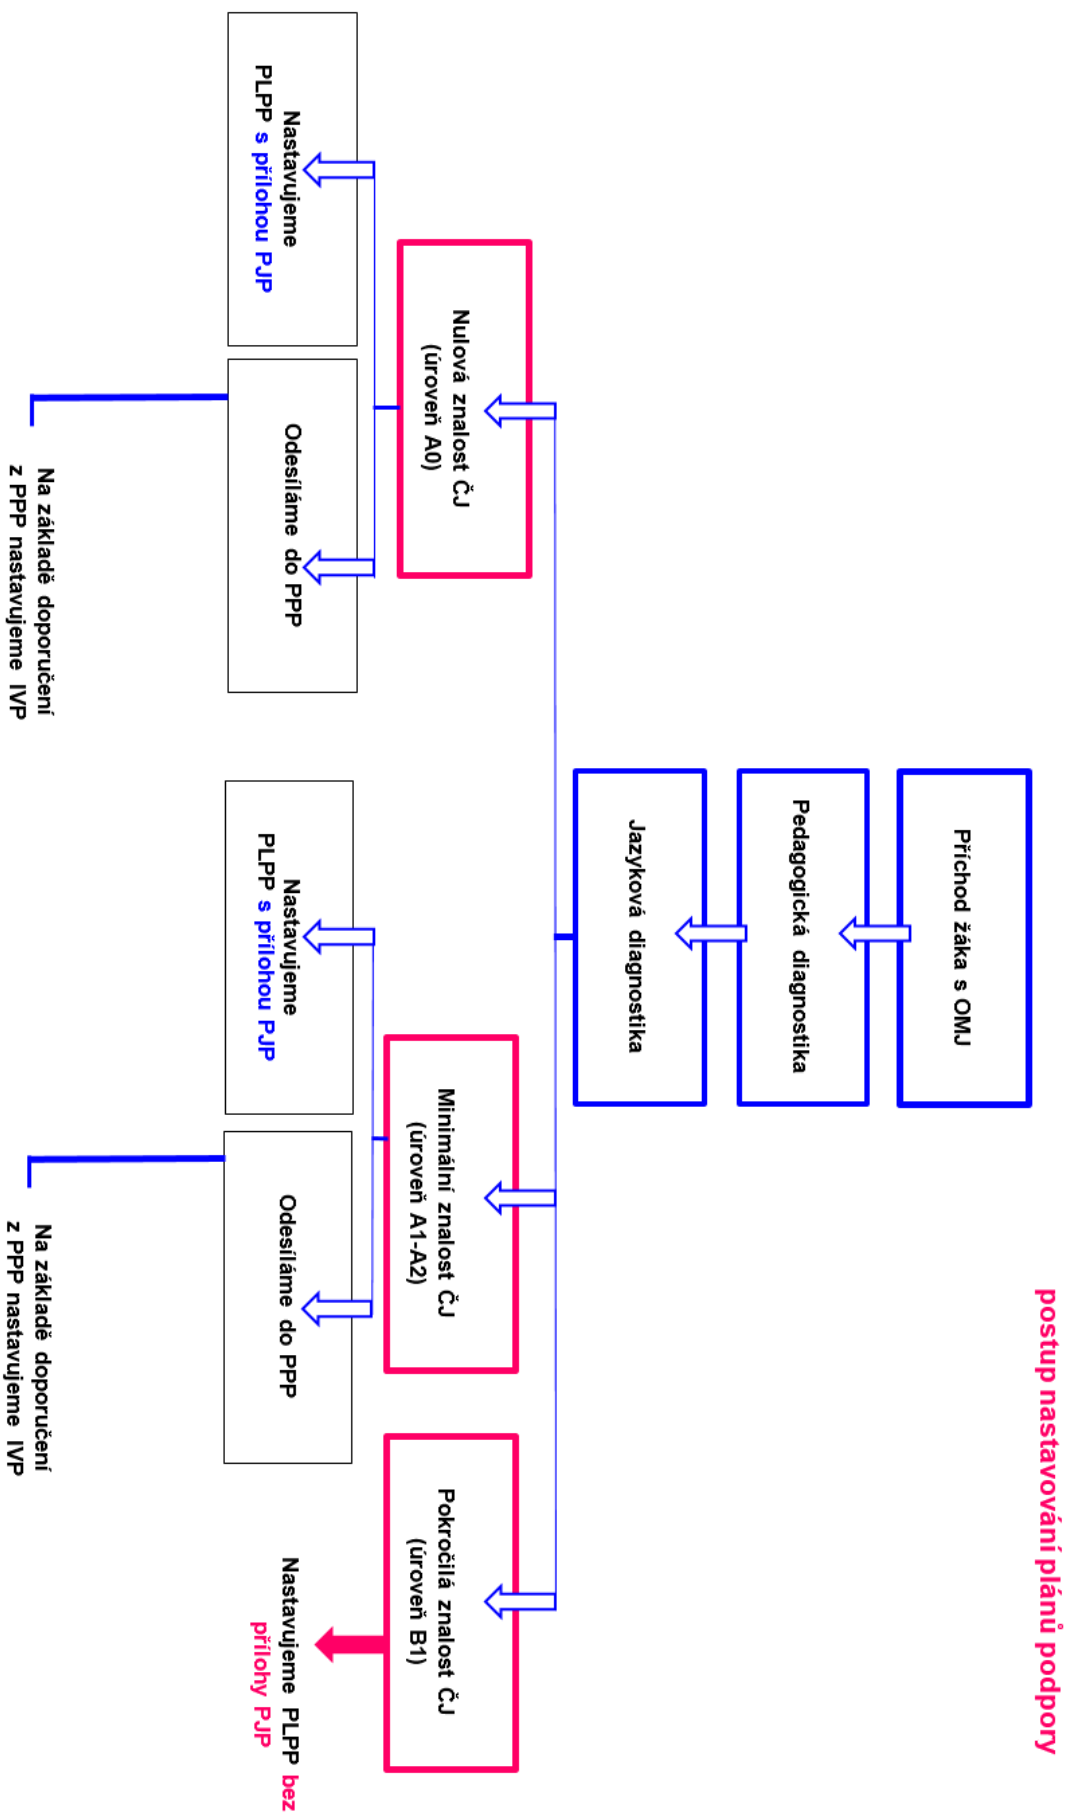 postup nastavování plánů podpory
Příchod žáka s OMJ
Pedagogická diagnostika
Jazyková diagnostika
Nulová znalost ČJ
(úroveň A0)
Minimální znalost ČJ
(úroveň A1-A2)
Pokročilá znalost ČJ
(úroveň B1)
Nastavujeme
PLPP s přílohou PJP
Odesíláme do PPP
Nastavujeme
PLPP s přílohou PJP
Odesíláme do PPP
Nastavujeme PLPP bez
přílohy PJP
Na základě doporučení
z PPP nastavujeme IVP
Na základě doporučení
z PPP nastavujeme IVP